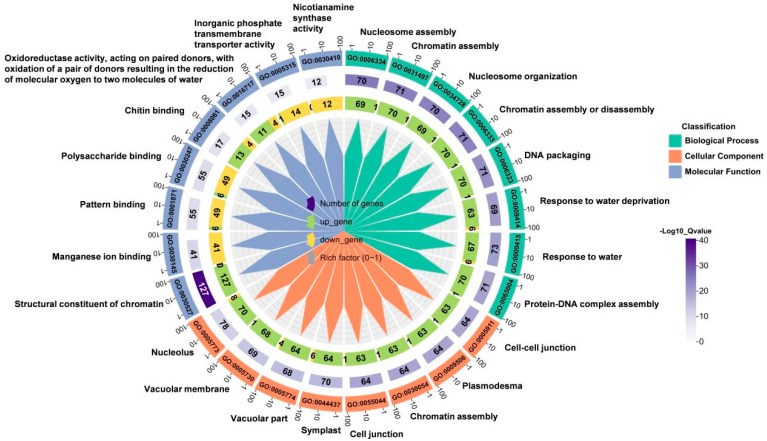 Nicotianamine
synthase
activity
Inorganic phosphate
transmembrane
transporter activity
Oxidoreductase activity, acting on paired donors, with
oxidation of a pair of donors resulting in the reduction
of molecular oxygen to two molecules of water
Chitin binding
Polysaccharide binding
Pattern binding
Manganese ion binding
Structural constituent of chromatin
Nucleolus
Vacuolar membrane
Vacuolar part
Symplast
Cell junction
Chromatin assembly
Plasmodesma
Cell-cell junction
Protein-DNA complex assembly
Response to water
Response to water deprivation
DNA packaging
Chromatin assembly or disassembly
Nucleosome organization
Chromatin assembly
Nucleosome assembly
GO:0006334
GO:0031497
GO:0034728
GO:0006333
GO:0006323
GO:0009414
GO:0009415
GO:0065004
GO:0005911
GO:0009506
GO:0030054
GO:0055044
GO:0044437
GO:0005774
GO:0005730
GO:0005773
GO:0030527
GO:0030145
GO:0001871
GO:0030247
GO:0008061
GO:0016717
GO:0005315
GO:0030410
70
71
70
71
71
69
73
71
64
64
64
64
70
68
69
78
127
41
55
55
17
15
15
12
69 1
70 1
69 1
70 1
70 1
63 6
67 6
70 1
63 1
63 1
63 1
63 1
64 6
64 4
68 1
70 8
127 0
41 0
49 6
49 6
13 4
11 4
14 1
12
Number of genes
up_gene
down_gene
Rich factor (0~1)
Classification
Biological Process
Cellular Component
Molecular Function
-Log10_Qvalue
40
30
20
10
0